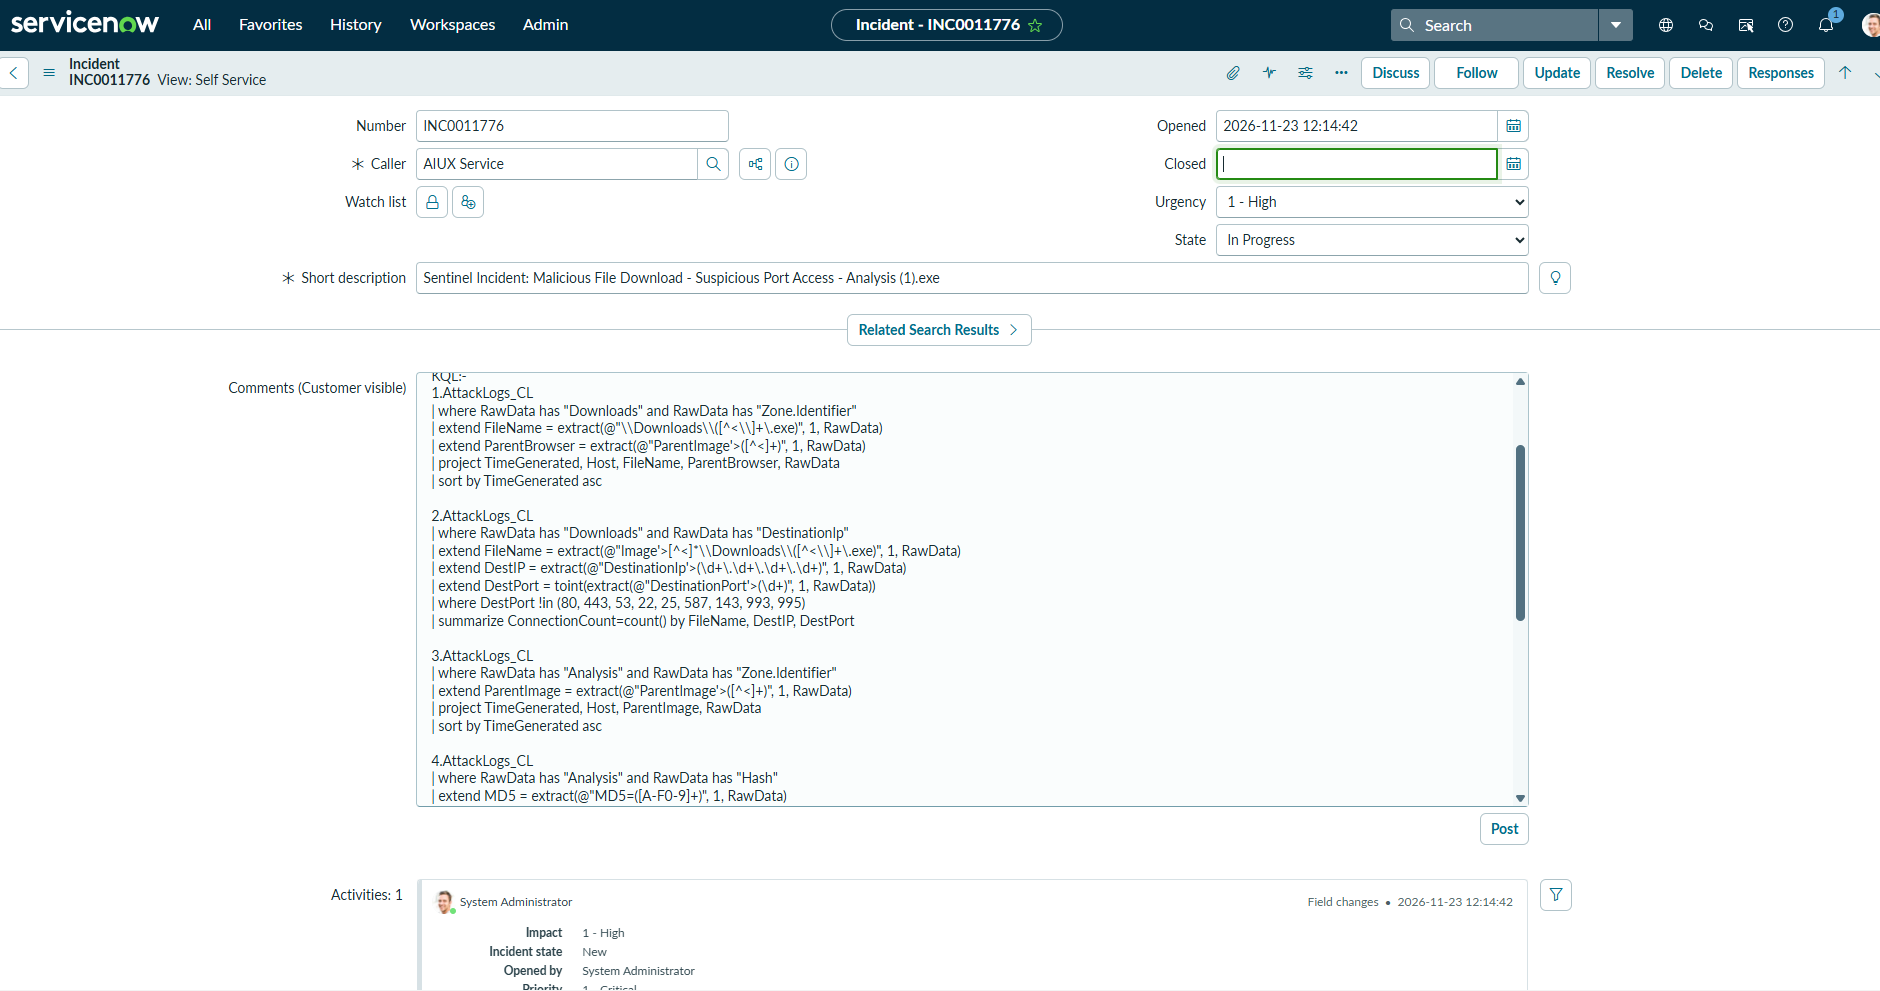 servicenow
All
Favorites
History
Workspaces
Admin
Incident - INC0011776
Search
1
Incident
INC0011776 View: Self Service
Discuss
Follow
Update
Resolve
Delete
Responses
Number
INC0011776
Opened
2026-11-23 12:14:42
Caller
AIUX Service
Closed
Watch list
Urgency
1 - High
State
In Progress
Short description
Sentinel Incident: Malicious File Download - Suspicious Port Access - Analysis (1).exe
Related Search Results
Comments (Customer visible)
KQL:-
1.AttackLogs_CL
| where RawData has "Downloads" and RawData has "Zone.Identifier"
| extend FileName = extract(@"\\Downloads\\([^<\\]+\.exe)", 1, RawData)
| extend ParentBrowser = extract(@"ParentImage'>([^<]+)", 1, RawData)
| project TimeGenerated, Host, FileName, ParentBrowser, RawData
| sort by TimeGenerated asc
2.AttackLogs_CL
| where RawData has "Downloads" and RawData has "DestinationIp"
| extend FileName = extract(@"Image'>[^<]*\\Downloads\\([^<\\]+\.exe)", 1, RawData)
| extend DestIP = extract(@"DestinationIp'>(\d+\.\d+\.\d+\.\d+)", 1, RawData)
| extend DestPort = toint(extract(@"DestinationPort'>(\d+)", 1, RawData))
| where DestPort !in (80, 443, 53, 22, 25, 587, 143, 993, 995)
| summarize ConnectionCount=count() by FileName, DestIP, DestPort
3.AttackLogs_CL
| where RawData has "Analysis" and RawData has "Zone.Identifier"
| extend ParentImage = extract(@"ParentImage'>([^<]+)", 1, RawData)
| project TimeGenerated, Host, ParentImage, RawData
| sort by TimeGenerated asc
4.AttackLogs_CL
| where RawData has "Analysis" and RawData has "Hash"
| extend MD5 = extract(@"MD5=([A-F0-9]+)", 1, RawData)
Post
Activities: 1
System Administrator
Field changes • 2026-11-23 12:14:42
Impact 1 - High
Incident state New
Opened by System Administrator
Priority 1 - Critical